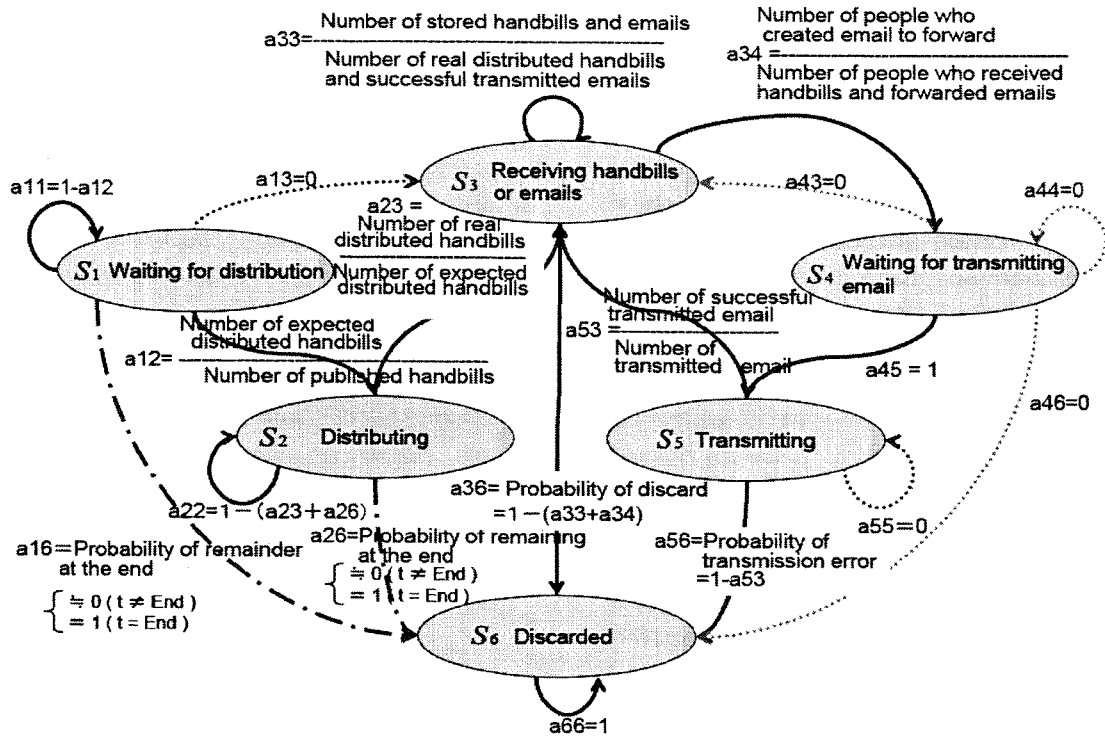 Number of stored handbills and emails
a33=
Number of real distributed handbills
and successful transmitted emails
Number of people who
created email to forward
a34 =
Number of people who received
handbills and forwarded emails
a11=1-a12
a13=0
S3 Receiving handbills
or emails
a43=0
a44=0
a23 =
Number of real
distributed handbills
Number of expected
distributed handbills
S1 Waiting for distribution
S4 Waiting for transmitting
email
Number of expected
distributed handbills
a12=
Number of published handbills
Number of successful
transmitted email
a53 =
Number of
transmitted email
a45 = 1
a46=0
S2 Distributing
S5 Transmitting
a22=1-(a23+a26)
a36= Probability of discard
=1-(a33+a34)
a55=0
a16=Probability of remainder
at the end
≒ 0 ( t ≠ End )
= 1 ( t = End )
a26=Probability of remaining
at the end
≒ 0 ( t ≠ End )
= 1 ( t = End )
a56=Probability of
transmission error
=1-a53
S6 Discarded
a66=1